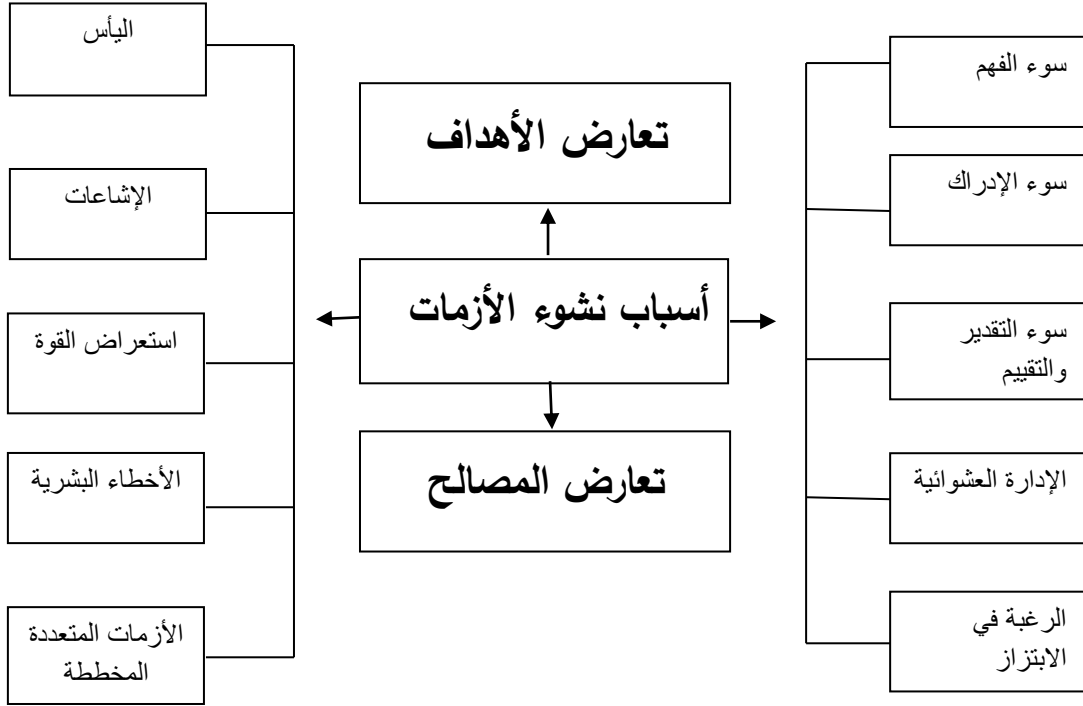 سوء الفهم
سوء الإدراك
سوء التقدير
والتقييم
الإدارة العشوائية
الرغبة في
الابتزاز
تعارض الأهداف
أسباب نشوء الأزمات
تعارض المصالح
اليأس
الإشاعات
استعراض القوة
الأخطاء البشرية
الأزمات المتعددة
المخططة